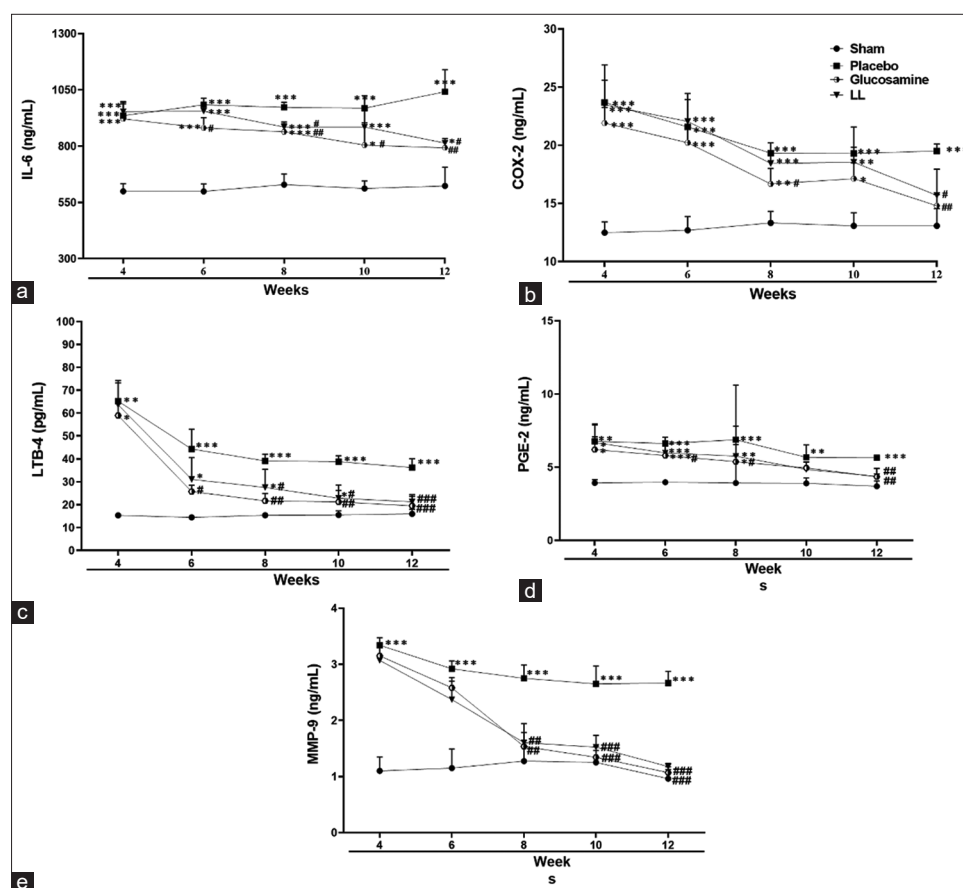 1300
1050
800
550
300
IL-6 (ng/mL)
*** *** *** *** ***
*** ***
*** ***# ***# *** *#
***## *# ##
4 6 8 10 12
Weeks
a
30
25
20
15
10
COX-2 (ng/mL)
Sham
Placebo
Glucosamine
LL
*** *** *** *** ***
*** *** *** ** #
*** **# * ##
4 6 8 10 12
Weeks
b
100
90
80
70
60
50
40
30
20
10
0
LTB-4 (pg/mL)
** *** *** *** ***
* * *# *# ###
# ## ## ###
4 6 8 10 12
Weeks
c
15
10
5
0
PGE-2 (ng/mL)
** *** *** ** ***
* *** ** ##
* ***# *# ##
4 6 8 10 12
Week
s
d
4
3
2
1
0
MMP-9 (ng/mL)
*** *** *** *** ***
## ### ###
## ### ###
4 6 8 10 12
Week
s
e